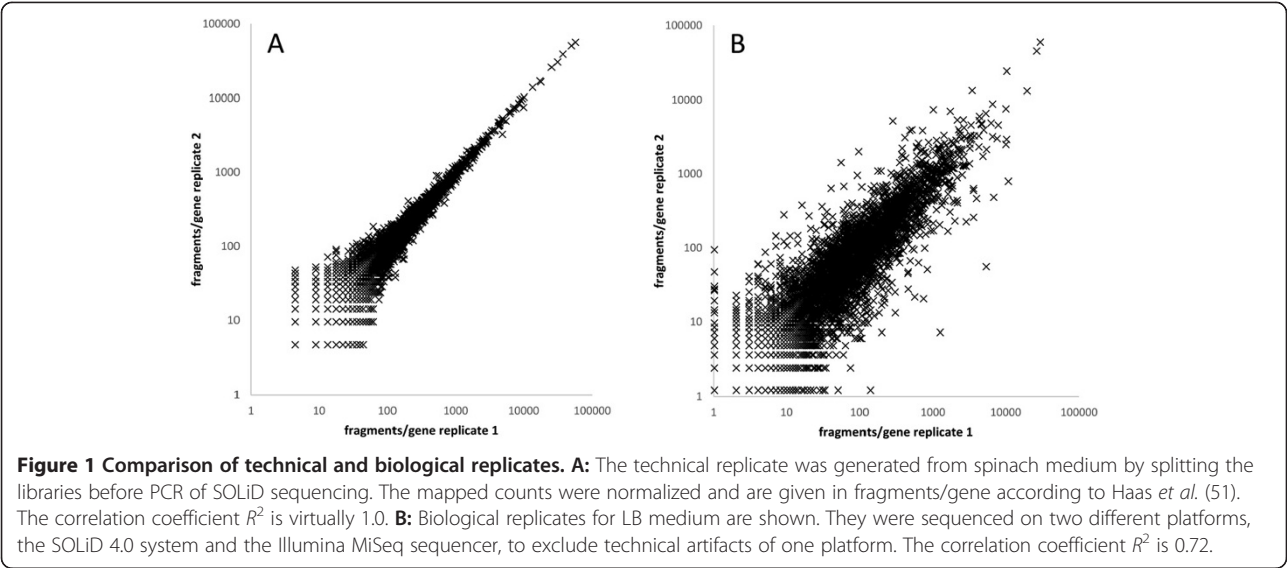 A
100000
10000
1000
100
10
1
1 10 100 1000 10000 100000
fragments/gene replicate 2
fragments/gene replicate 1
B
100000
10000
1000
100
10
1
1 10 100 1000 10000 100000
fragments/gene replicate 2
fragments/gene replicate 1
Figure 1 Comparison of technical and biological replicates. A: The technical replicate was generated from spinach medium by splitting the
libraries before PCR of SOLiD sequencing. The mapped counts were normalized and are given in fragments/gene according to Haas et al. (51).
The correlation coefficient R² is virtually 1.0. B: Biological replicates for LB medium are shown. They were sequenced on two different platforms,
the SOLiD 4.0 system and the Illumina MiSeq sequencer, to exclude technical artifacts of one platform. The correlation coefficient R² is 0.72.